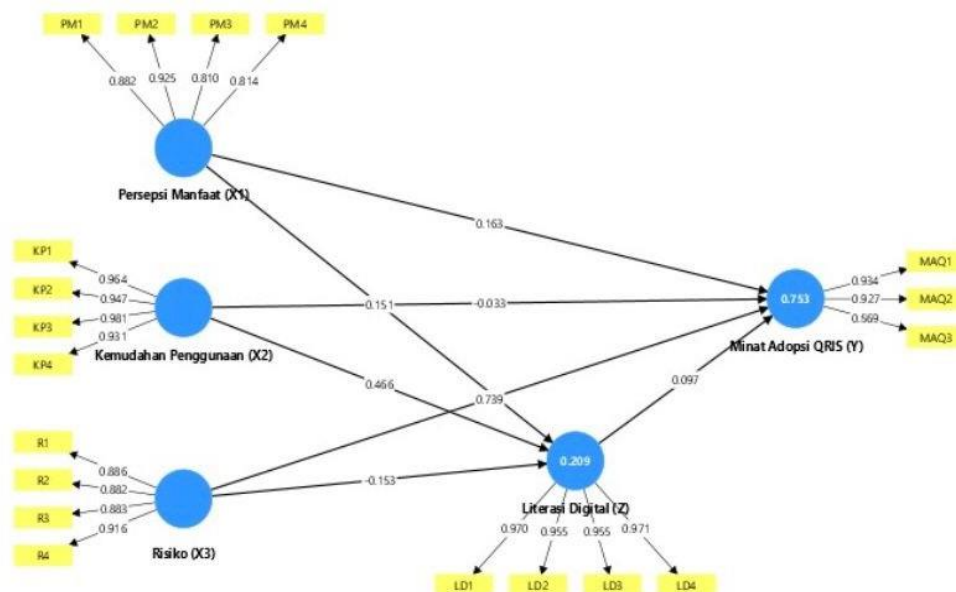 PM1
PM2
PM3
PM4
0.882
0.925
0.810
0.814
Persepsi Manfaat (X1)
0.163
KP1
KP2
KP3
KP4
0.964
0.947
0.981
0.931
Kemudahan Penggunaan (X2)
0.151
-0.033
0.466
0.739
0.753
Minat Adopsi QRIS (Y)
0.934
0.927
0.569
MAQ1
MAQ2
MAQ3
0.097
R1
R2
R3
R4
0.886
0.882
0.883
0.916
Risiko (X3)
-0.153
0.209
Literasi Digital (Z)
0.970
0.955
0.955
0.971
LD1
LD2
LD3
LD4